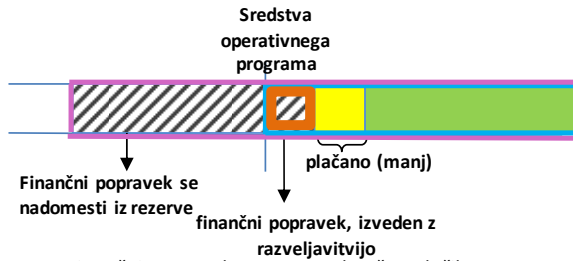 Sredstva
operativnega
programa
plačano (manj)
Finančni popravek se
nadomesti iz rezerve
finančni popravek, izveden z
razveljavitvijo